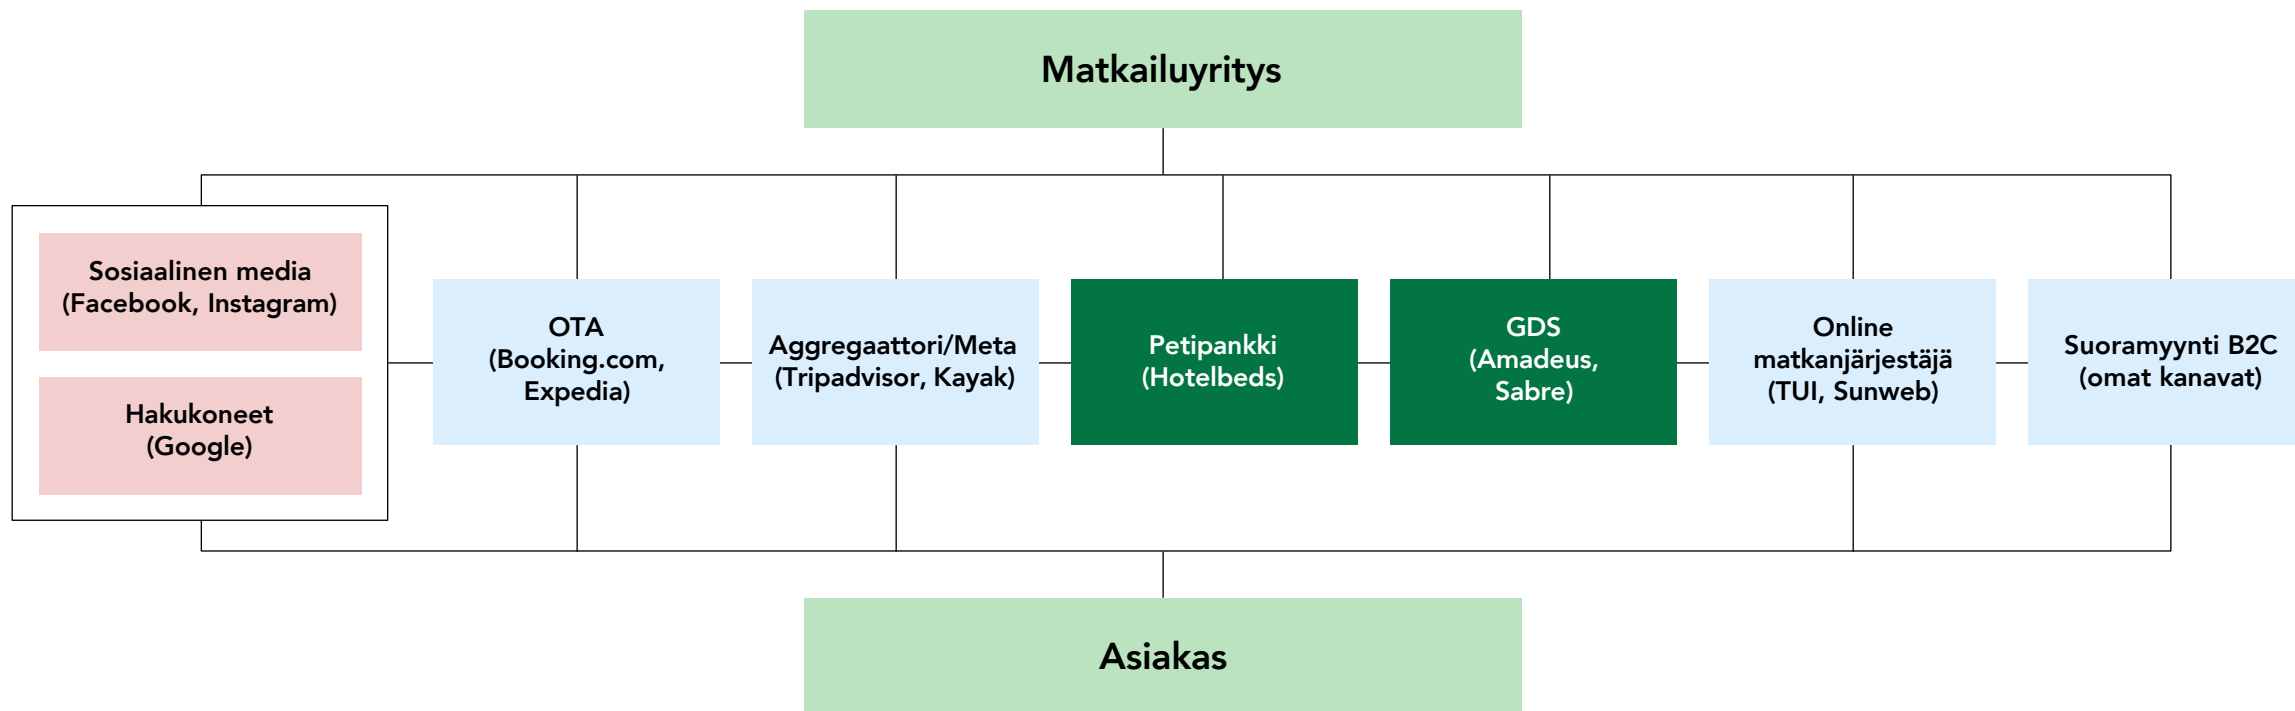 Matkailuyritys
Sosiaalinen media
(Facebook, Instagram)
Hakukoneet
(Google)
OTA
(Booking.com,
Expedia)
Aggregaattori/Meta
(Tripadvisor, Kayak)
Petipankki
(Hotelbeds)
GDS
(Amadeus,
Sabre)
Online
matkanjärjestäjä
(TUI, Sunweb)
Suoramyynti B2C
(omat kanavat)
Asiakas